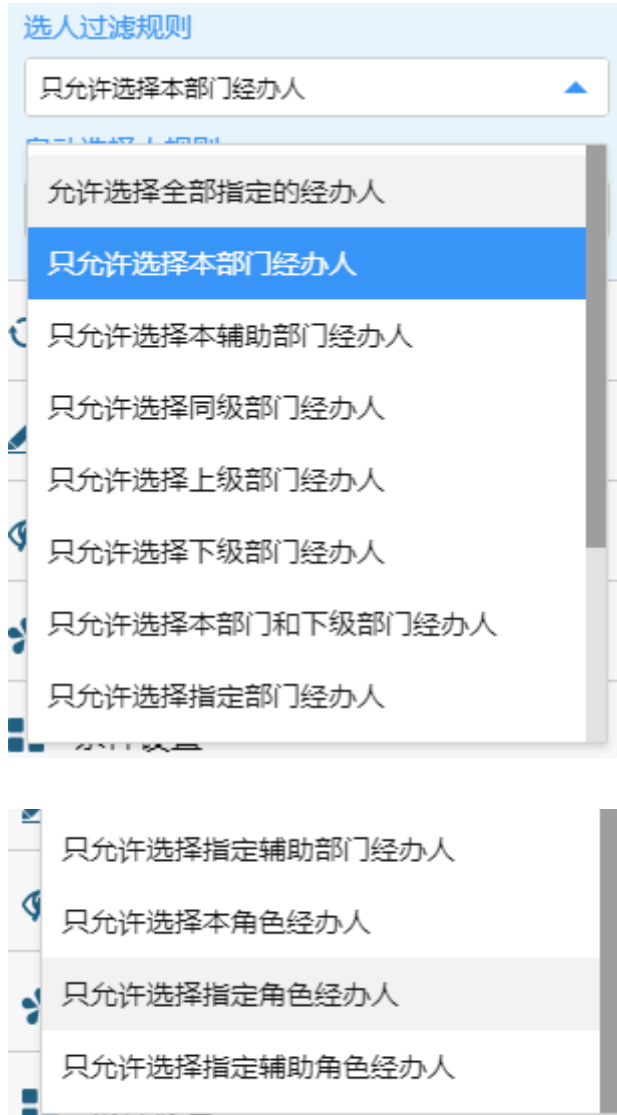 选人过滤规则
只允许选择本部门经办人
允许选择全部指定的经办人
只允许选择本部门经办人
只允许选择本辅助部门经办人
只允许选择同级部门经办人
只允许选择上级部门经办人
只允许选择下级部门经办人
只允许选择本部门和下级部门经办人
只允许选择指定部门经办人
只允许选择指定辅助部门经办人
只允许选择本角色经办人
只允许选择指定角色经办人
只允许选择指定辅助角色经办人